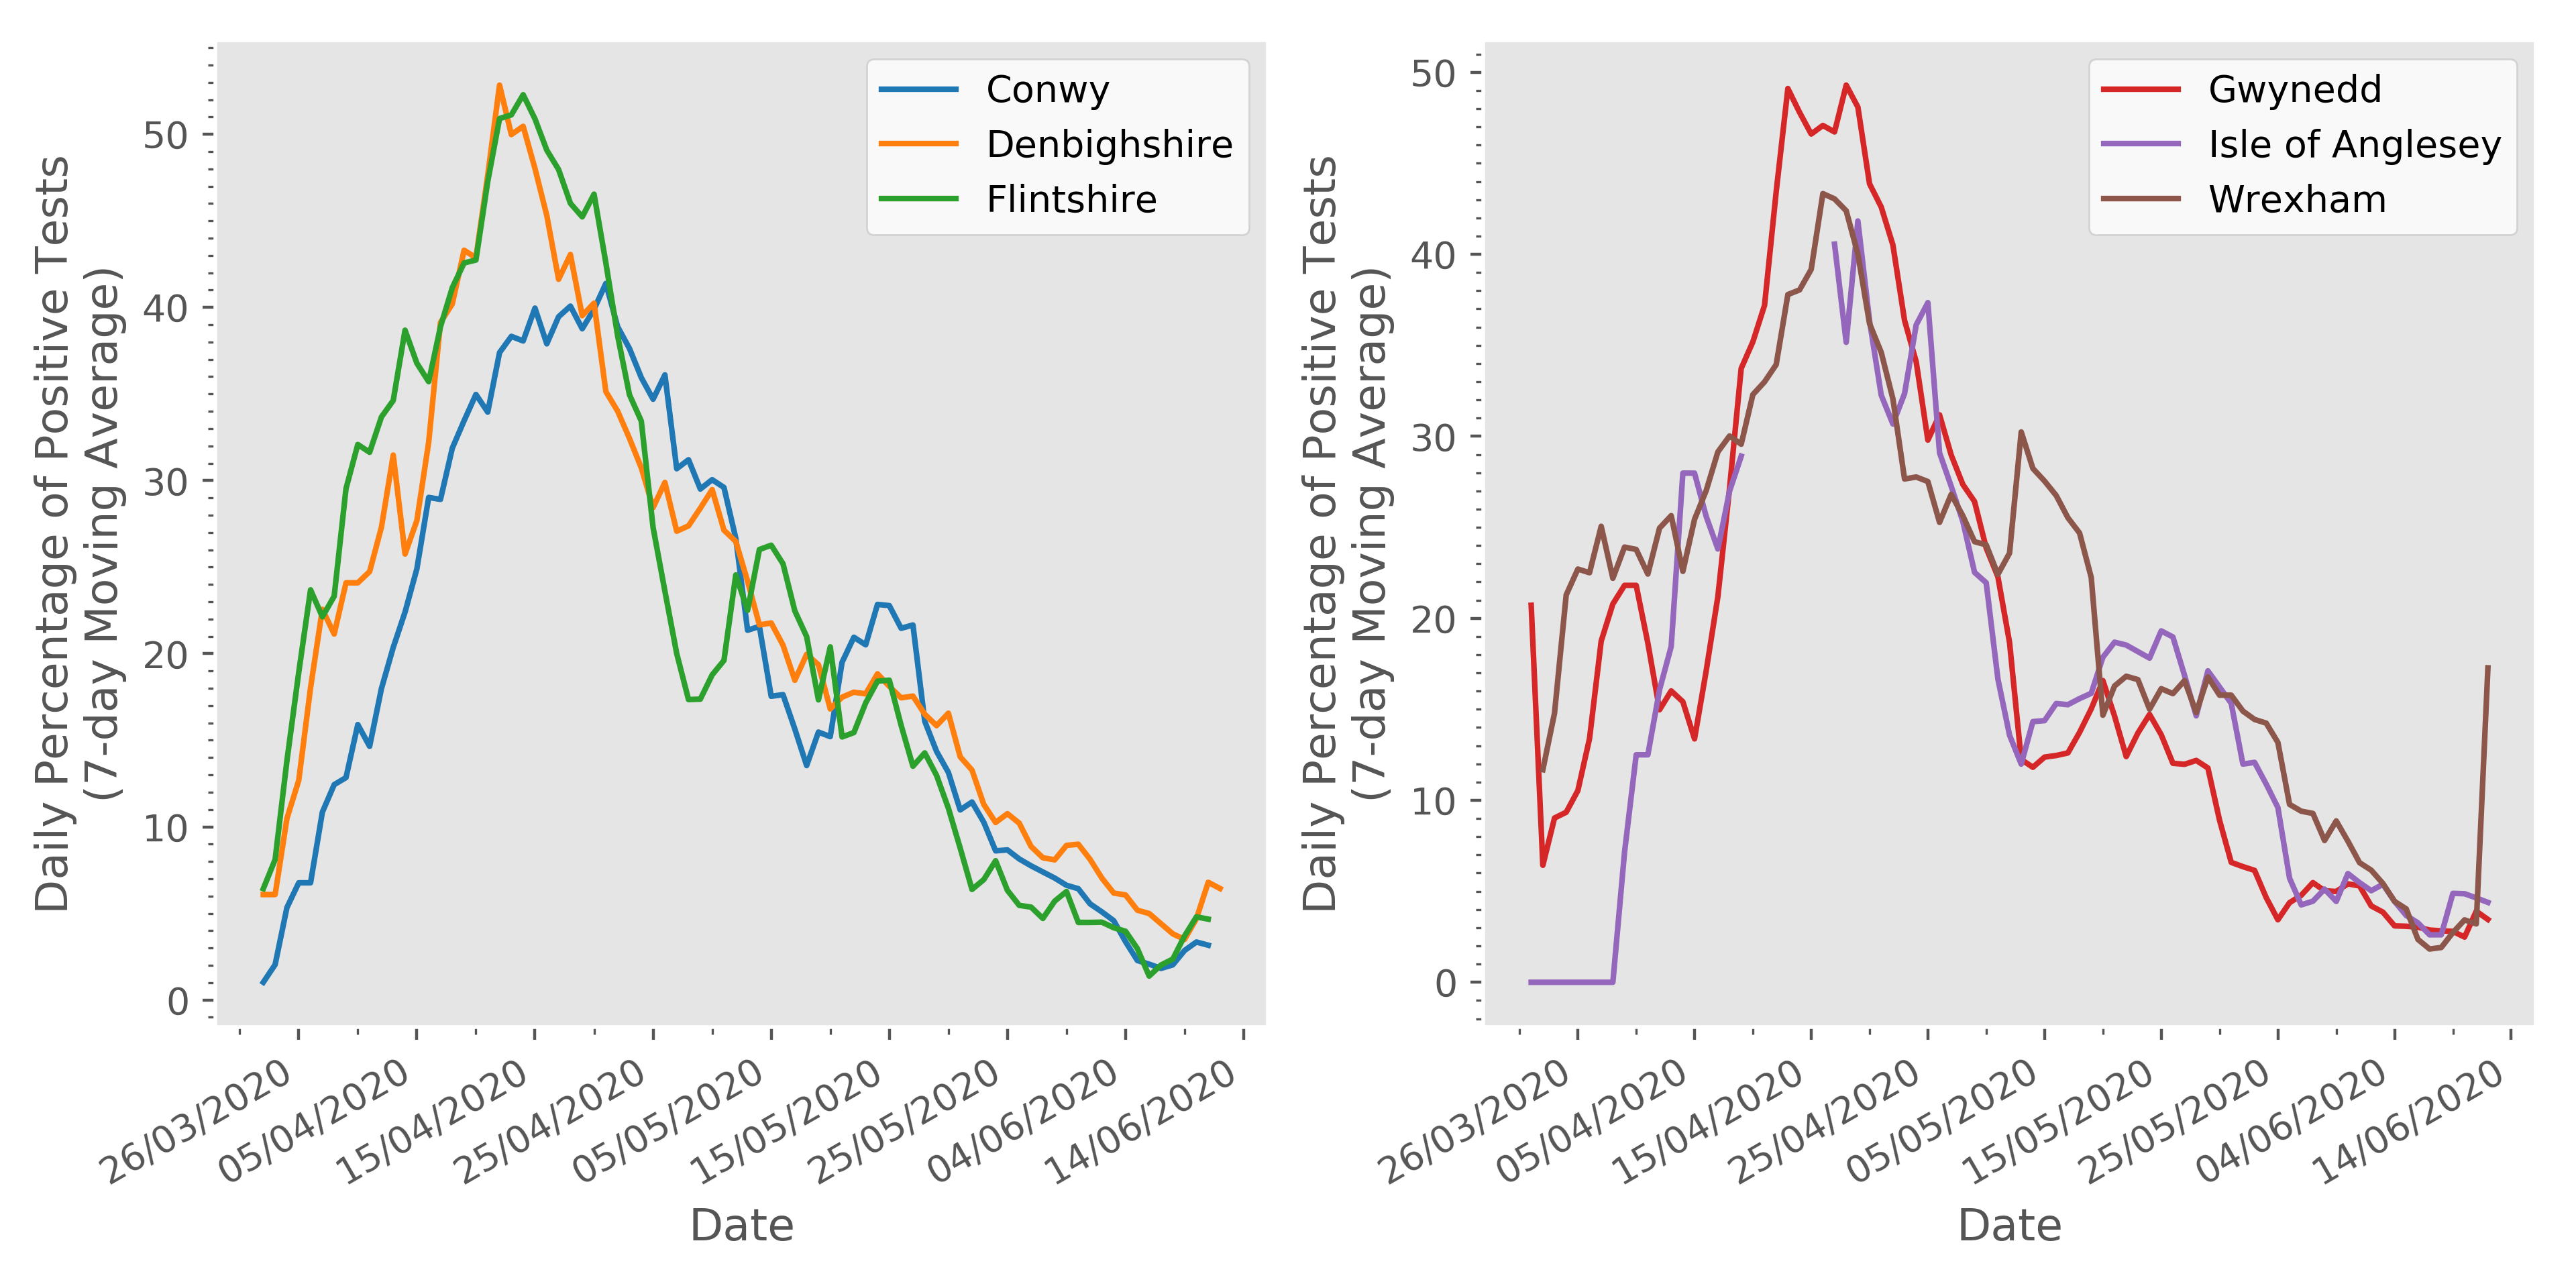 Daily Percentage of Positive Tests
(7-day Moving Average)
50
40
30
20
10
0
Conwy
Denbighshire
Flintshire
26/03/2020
05/04/2020
15/04/2020
25/04/2020
05/05/2020
15/05/2020
25/05/2020
04/06/2020
14/06/2020
Date
Daily Percentage of Positive Tests
(7-day Moving Average)
50
40
30
20
10
0
Gwynedd
Isle of Anglesey
Wrexham
26/03/2020
05/04/2020
15/04/2020
25/04/2020
05/05/2020
15/05/2020
25/05/2020
04/06/2020
14/06/2020
Date